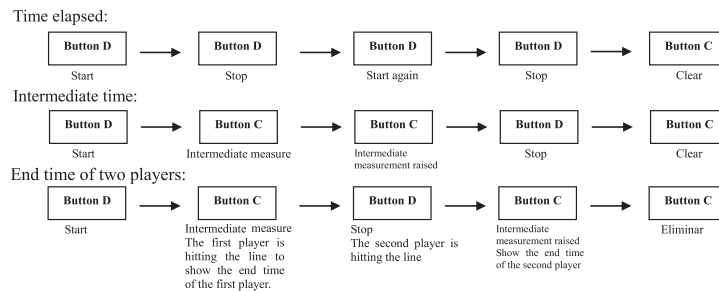 Time elapsed:
Button D Button D Button D Button D Button C
Start Stop Start again Stop Clear
Intermediate time:
Button D Button C Button C Button D Button C
Start Intermediate measure Intermediate measurement raised Stop Clear
End time of two players:
Button D Button C Button D Button C Button C
Start
Intermediate measure
The first player is
hitting the line to
show the end time
of the first player.
Stop
The second player is
hitting the line
Intermediate
measurement raised
Show the end time
of the second player
Eliminar